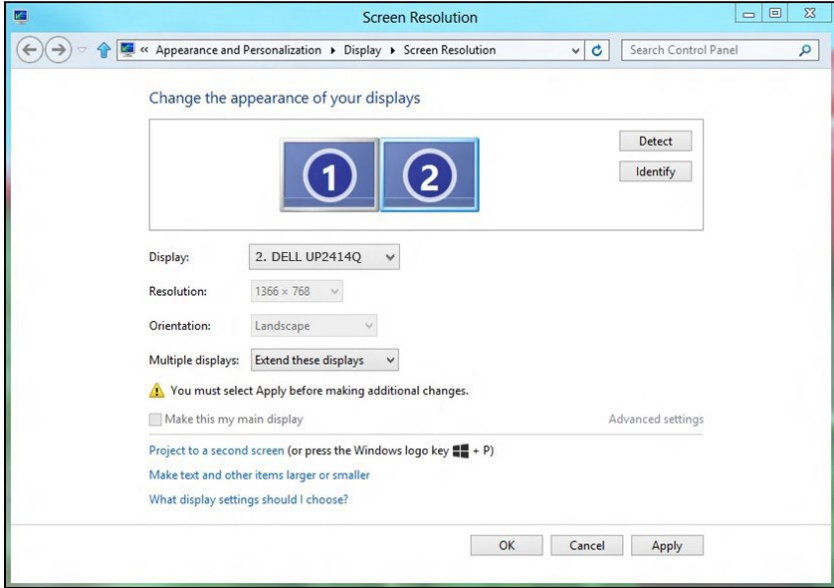 Screen Resolution
« Appearance and Personalization Display Screen Resolution Search Control Panel
Change the appearance of your displays
1 2
Detect
Identify
Display: 2. DELL UP2414Q
Resolution: 1366 × 768
Orientation: Landscape
Multiple displays: Extend these displays
You must select Apply before making additional changes.
Make this my main display Advanced settings
Project to a second screen (or press the Windows logo key + P)
Make text and other items larger or smaller
What display settings should I choose?
OK Cancel Apply